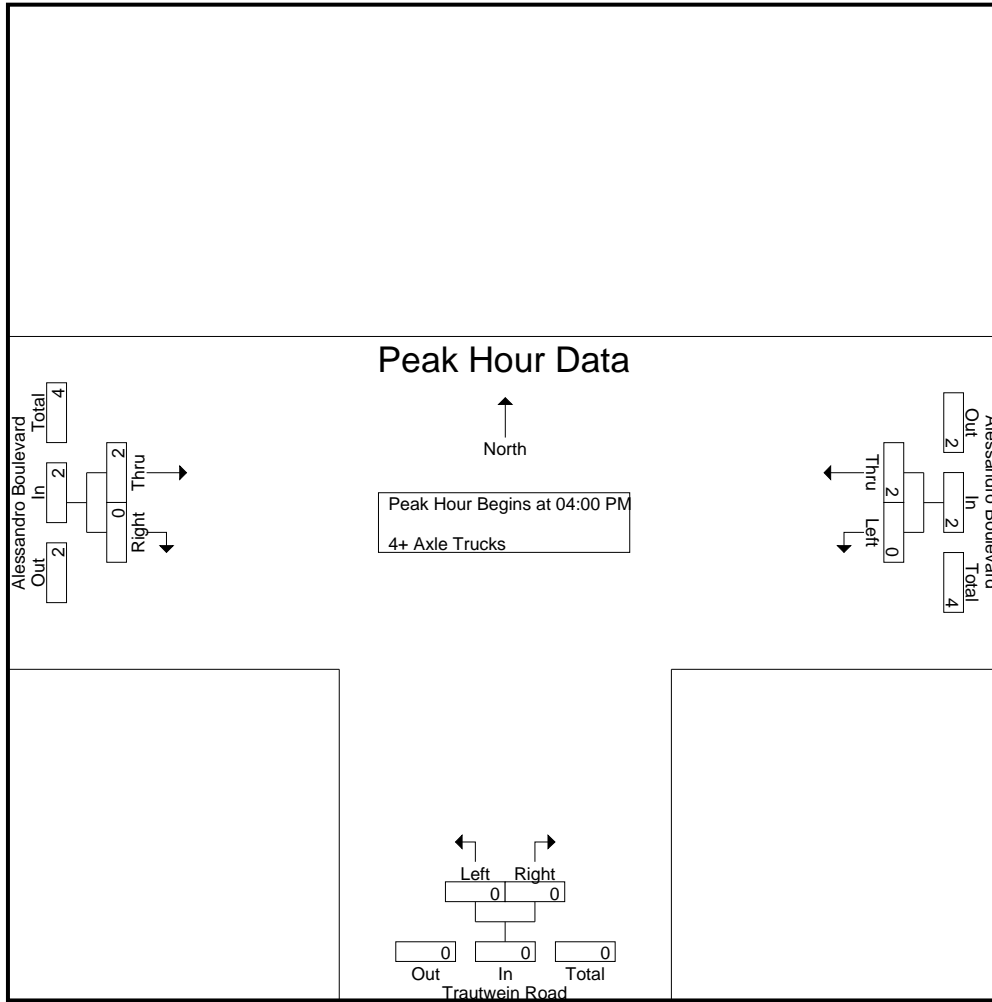 Peak Hour Data
North
Peak Hour Begins at 04:00 PM
4+ Axle Trucks
Alessandro Boulevard
Out
In
Total
2
2
4
Right
Thru
0
2
Alessandro Boulevard
Out
In
Total
2
2
4
Thru
Left
2
0
Left
Right
0
0
0
0
0
Out
In
Total
Trautwein Road